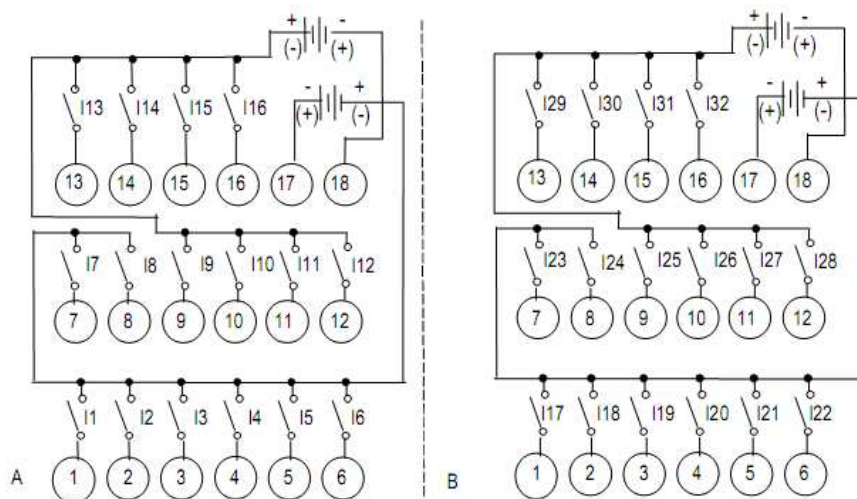 + - + -
(-) (+) (-) (+)
- + - +
(+) (-) (+) (-)
I13 I14 I15 I16 I29 I30 I31 I32
13 14 15 16 17 18 13 14 15 16 17 18
I7 I8 I9 I10 I11 I12 I23 I24 I25 I26 I27 I28
7 8 9 10 11 12 7 8 9 10 11 12
I1 I2 I3 I4 I5 I6 I17 I18 I19 I20 I21 I22
A 1 2 3 4 5 6 B 1 2 3 4 5 6